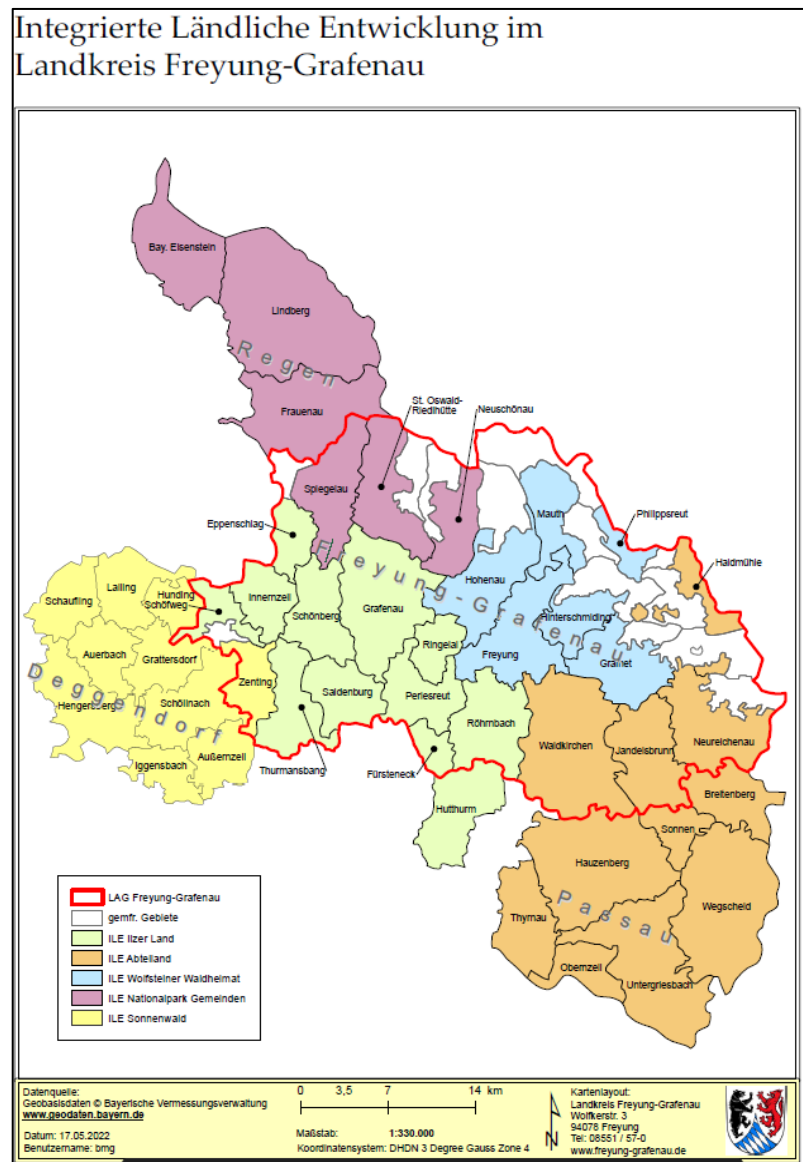 Integrierte Ländliche Entwicklung im
Landkreis Freyung-Grafenau
Bay. Eisenstein
Lindberg
Regen
Frauenau
St. Oswald-
Riedlhütte
Neuschönau
Spiegelau
Eppenschlag
Mauth
Philippsreut
Haidmühle
Freyung-Grafenau
Hohenau
Lalling
Hunding
Schaufling
Schöfweg
Innernzell
Grafenau
Schönberg
Hinterschmiding
Ringelai
Auerbach
Grattersdorf
Freyung
Grainet
Zenting
Saldenburg
Perlesreut
Deggendorf
Hengersberg
Schöllnach
Röhrnbach
Waldkirchen
Jandelsbrunn
Neureichenau
Außernzell
Iggensbach
Thurmansbang
Fürsteneck
Breitenberg
Hutthurm
Sonnen
Hauzenberg
Wegscheid
Passau
Thyrnau
Obernzell
Untergriesbach
LAG Freyung-Grafenau
gemfr. Gebiete
ILE Ilzer Land
ILE Abteiland
ILE Wolfsteiner Waldheimat
ILE Nationalpark Gemeinden
ILE Sonnenwald
Datenquelle:
Geobasisdaten © Bayerische Vermessungsverwaltung
www.geodaten.bayern.de
Datum: 17.05.2022
Benutzername: bmg
0 3,5 7 14 km
Maßstab: 1:330.000
Koordinatensystem: DHDN 3 Degree Gauss Zone 4
N
Kartenlayout:
Landkreis Freyung-Grafenau
Wolfkerstr. 3
94078 Freyung
Tel: 08551 / 57-0
www.freyung-grafenau.de